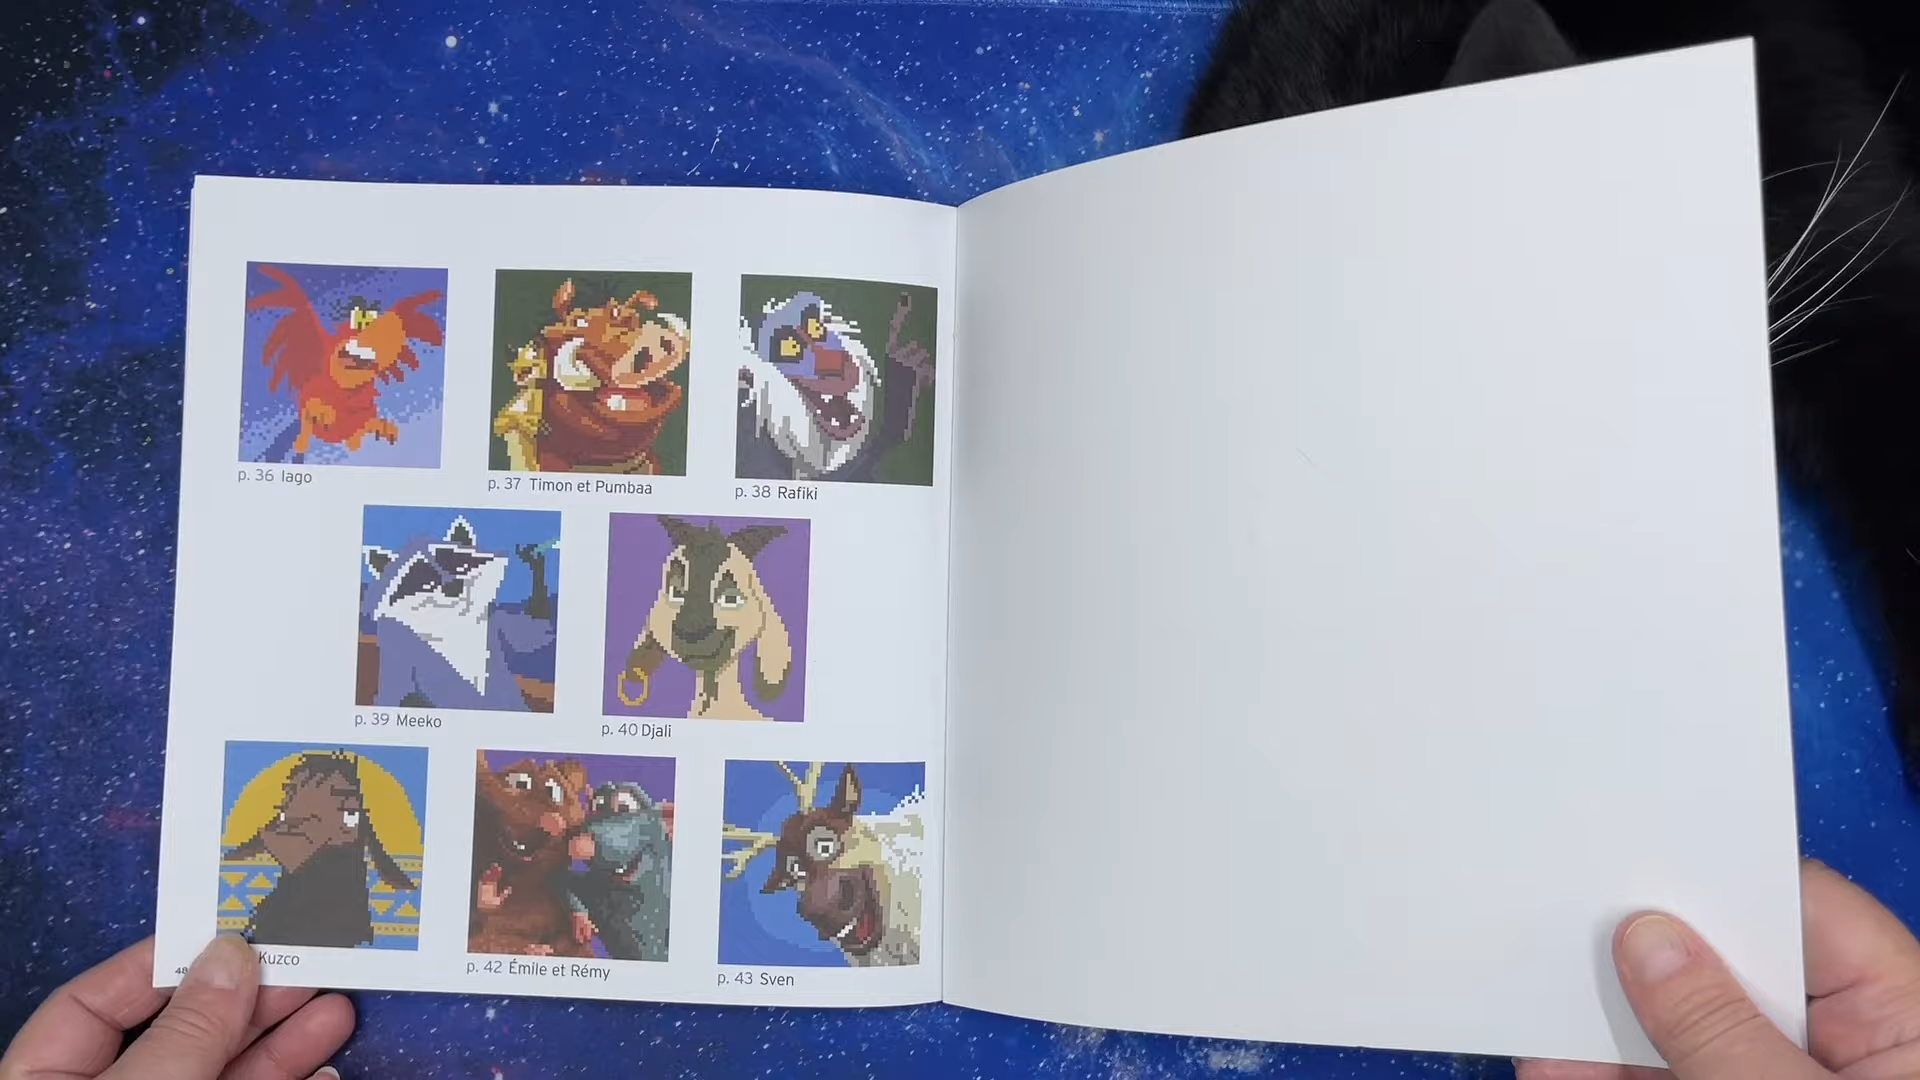 p. 36 Iago
p. 37 Timon et Pumbaa
p. 38 Rafiki
p. 39 Meeko
p. 40 Djali
Kuzco
p. 42 Émile et Rémy
p. 43 Sven
48